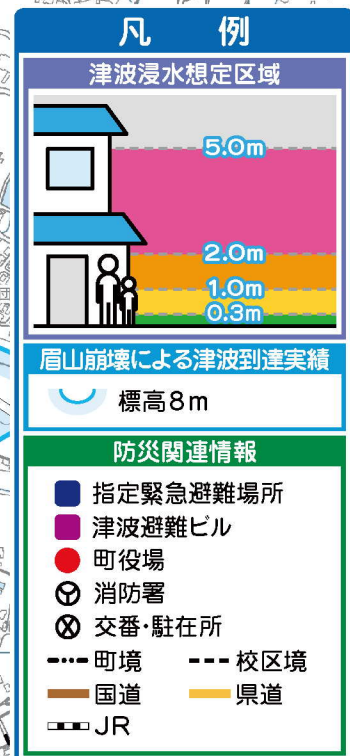 凡 例
津波浸水想定区域
5.0m
2.0m
1.0m
0.3m
眉山崩壊による津波到達実績
標高8m
防災関連情報
指定緊急避難場所
津波避難ビル
町役場
消防署
交番・駐在所
町境 校区境
国道 県道
JR